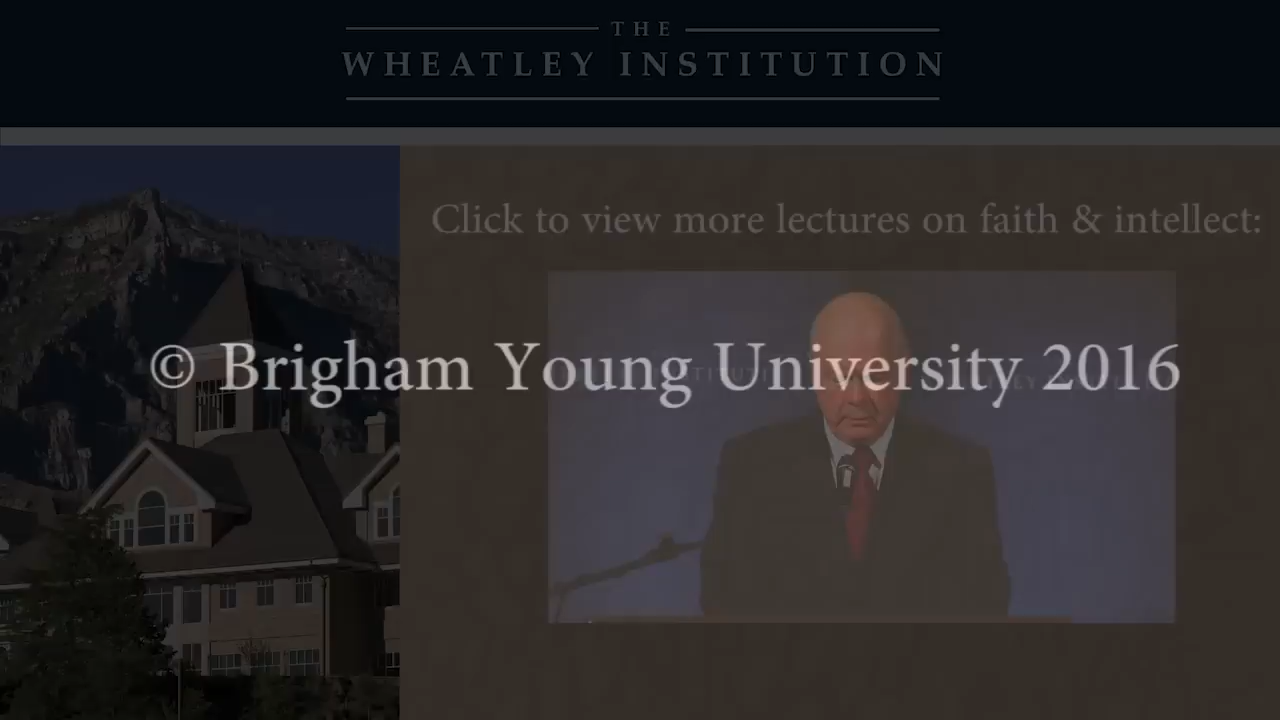 THE
WHEATLEY INSTITUTION
Click to view more lectures on faith & intellect:
© Brigham Young University 2016